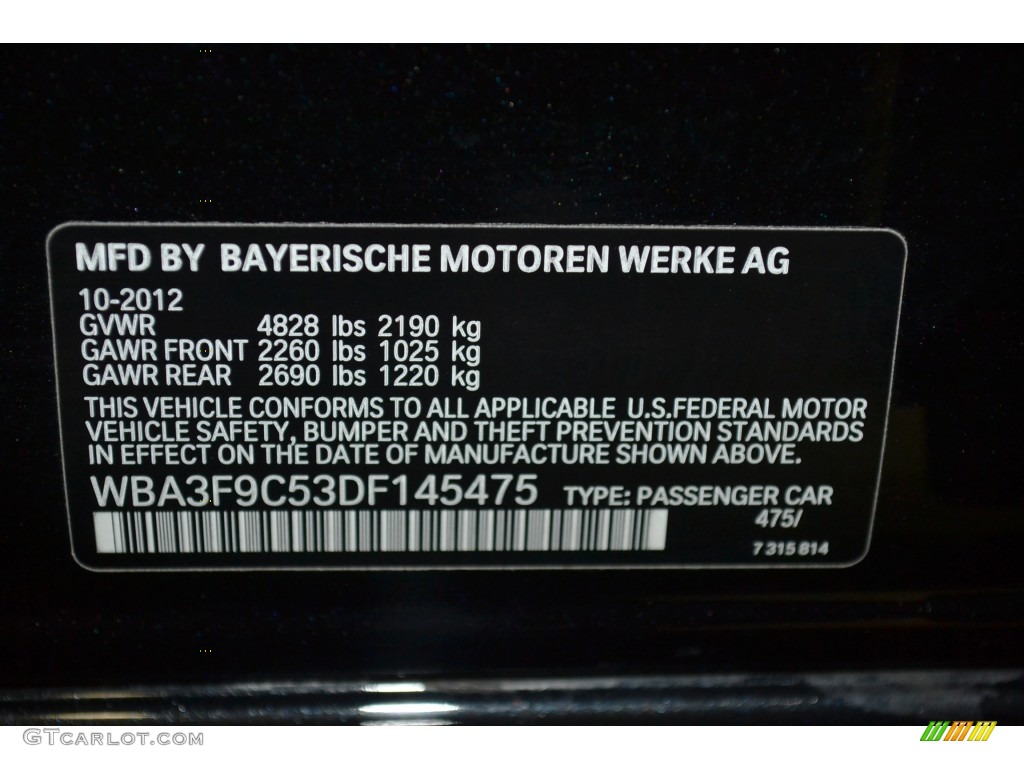 MFD BY BAYERISCHE MOTOREN WERKE AG
10-2012
GVWR 4828 lbs 2190 kg
GAWR FRONT 2260 lbs 1025 kg
GAWR REAR 2690 lbs 1220 kg
THIS VEHICLE CONFORMS TO ALL APPLICABLE U.S.FEDERAL MOTOR
VEHICLE SAFETY, BUMPER AND THEFT PREVENTION STANDARDS
IN EFFECT ON THE DATE OF MANUFACTURE SHOWN ABOVE.
WBA3F9C53DF145475 TYPE: PASSENGER CAR
475/
7 315 814
GTCARLOT.COM